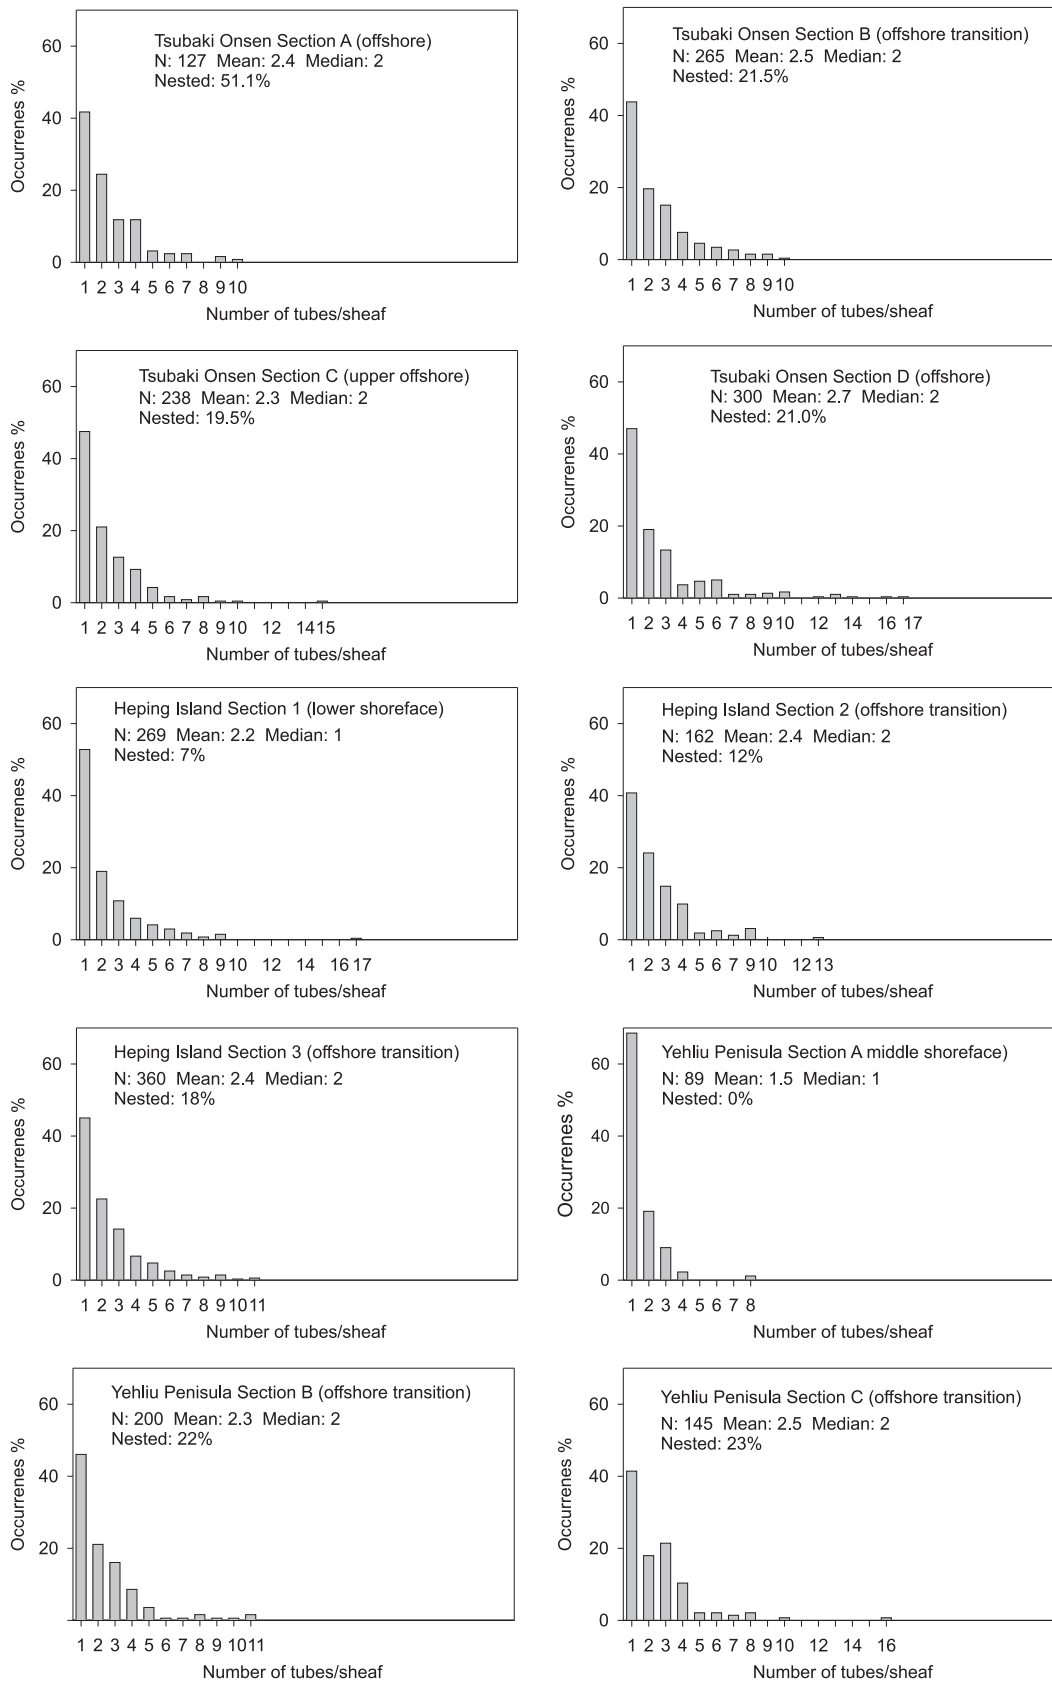 Tsubaki Onsen Section A (offshore)
N: 127 Mean: 2.4 Median: 2
Nested: 51.1%
Occurrenes %
60
40
20
0
1 2 3 4 5 6 7 8 9 10
Number of tubes/sheaf
Tsubaki Onsen Section B (offshore transition)
N: 265 Mean: 2.5 Median: 2
Nested: 21.5%
Occurrenes %
60
40
20
0
1 2 3 4 5 6 7 8 9 10
Number of tubes/sheaf
Tsubaki Onsen Section C (upper offshore)
N: 238 Mean: 2.3 Median: 2
Nested: 19.5%
Occurrenes %
60
40
20
0
1 2 3 4 5 6 7 8 9 10 12 14 15
Number of tubes/sheaf
Tsubaki Onsen Section D (offshore)
N: 300 Mean: 2.7 Median: 2
Nested: 21.0%
Occurrenes %
60
40
20
0
1 2 3 4 5 6 7 8 9 10 12 14 16 17
Number of tubes/sheaf
Heping Island Section 1 (lower shoreface)
N: 269 Mean: 2.2 Median: 1
Nested: 7%
Occurrenes %
60
40
20
0
1 2 3 4 5 6 7 8 9 10 12 14 16 17
Number of tubes/sheaf
Heping Island Section 2 (offshore transition)
N: 162 Mean: 2.4 Median: 2
Nested: 12%
Occurrenes %
60
40
20
0
1 2 3 4 5 6 7 9 10 12 13
Number of tubes/sheaf
Heping Island Section 3 (offshore transition)
N: 360 Mean: 2.4 Median: 2
Nested: 18%
Occurrenes %
60
40
20
0
1 2 3 4 5 6 7 8 9 10 11
Number of tubes/sheaf
Yehliu Penisula Section A middle shoreface)
N: 89 Mean: 1.5 Median: 1
Nested: 0%
Occurrenes %
60
40
20
0
1 2 3 4 5 6 7 8
Number of tubes/sheaf
Yehliu Penisula Section B (offshore transition)
N: 200 Mean: 2.3 Median: 2
Nested: 22%
Occurrenes %
60
40
20
1 2 3 4 5 6 7 8 9 10 11
Number of tubes/sheaf
Yehliu Penisula Section C (offshore transition)
N: 145 Mean: 2.5 Median: 2
Nested: 23%
Occurrenes %
60
40
20
0
1 2 3 4 5 6 7 8 9 10 12 14 16
Number of tubes/sheaf